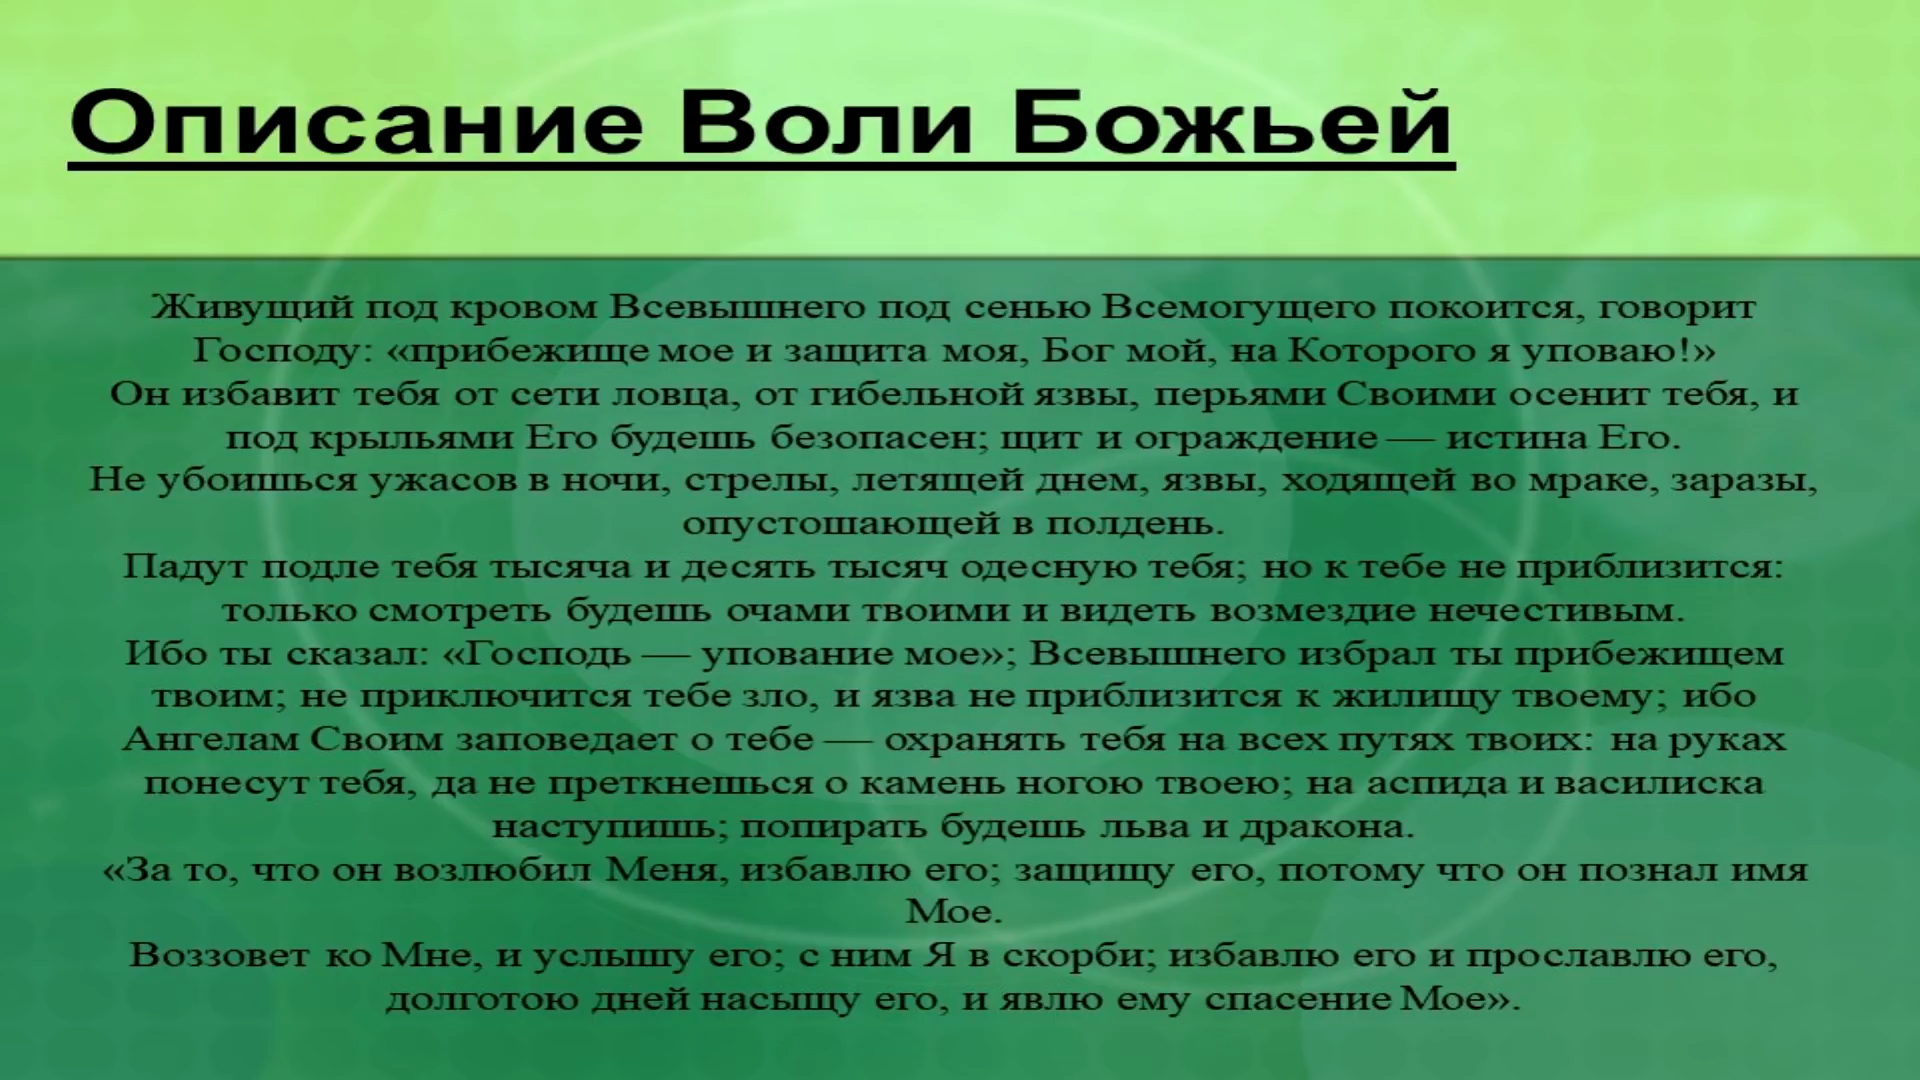 Описание Воли Божьей
Живущий под кровом Всевышнего под сенью Всемогущего покоится, говорит
Господу: «прибежище мое и защита моя, Бог мой, на Которого я уповаю!»
Он избавит тебя от сети ловца, от гибельной язвы, перьями Своими осенит тебя, и
под крыльями Его будешь безопасен; щит и ограждение — истина Его.
Не убоишься ужасов в ночи, стрелы, летящей днем, язвы, ходящей во мраке, заразы,
опустошающей в полдень.
Падут подле тебя тысяча и десять тысяч одесную тебя; но к тебе не приблизится:
только смотреть будешь очами твоими и видеть возмездие нечестивым.
Ибо ты сказал: «Господь — упование мое»; Всевышнего избрал ты прибежищем
твоим; не приключится тебе зло, и язва не приблизится к жилищу твоему; ибо
Ангелам Своим заповедает о тебе — охранять тебя на всех путях твоих: на руках
понесут тебя, да не преткнешься о камень ногою твоею; на аспида и василиска
наступишь; попирать будешь льва и дракона.
«За то, что он возлюбил Меня, избавлю его; защищу его, потому что он познал имя
Мое.
Воззовет ко Мне, и услышу его; с ним Я в скорби; избавлю его и прославлю его,
долготою дней насыщу его, и явлю ему спасение Мое».